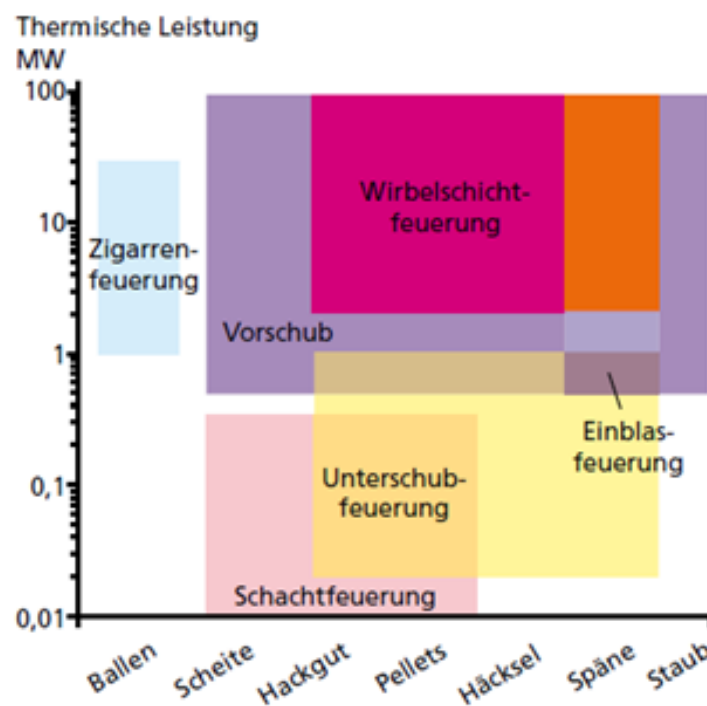 Thermische Leistung
MW
100
10
1
0,1
0,01
Wirbelschicht-
feuerung
Zigarren-
feuerung
Vorschub
Einblas-
feuerung
Unterschub-
feuerung
Schachtfeuerung
Ballen
Scheite
Hackgut
Pellets
Häcksel
Späne
Staub